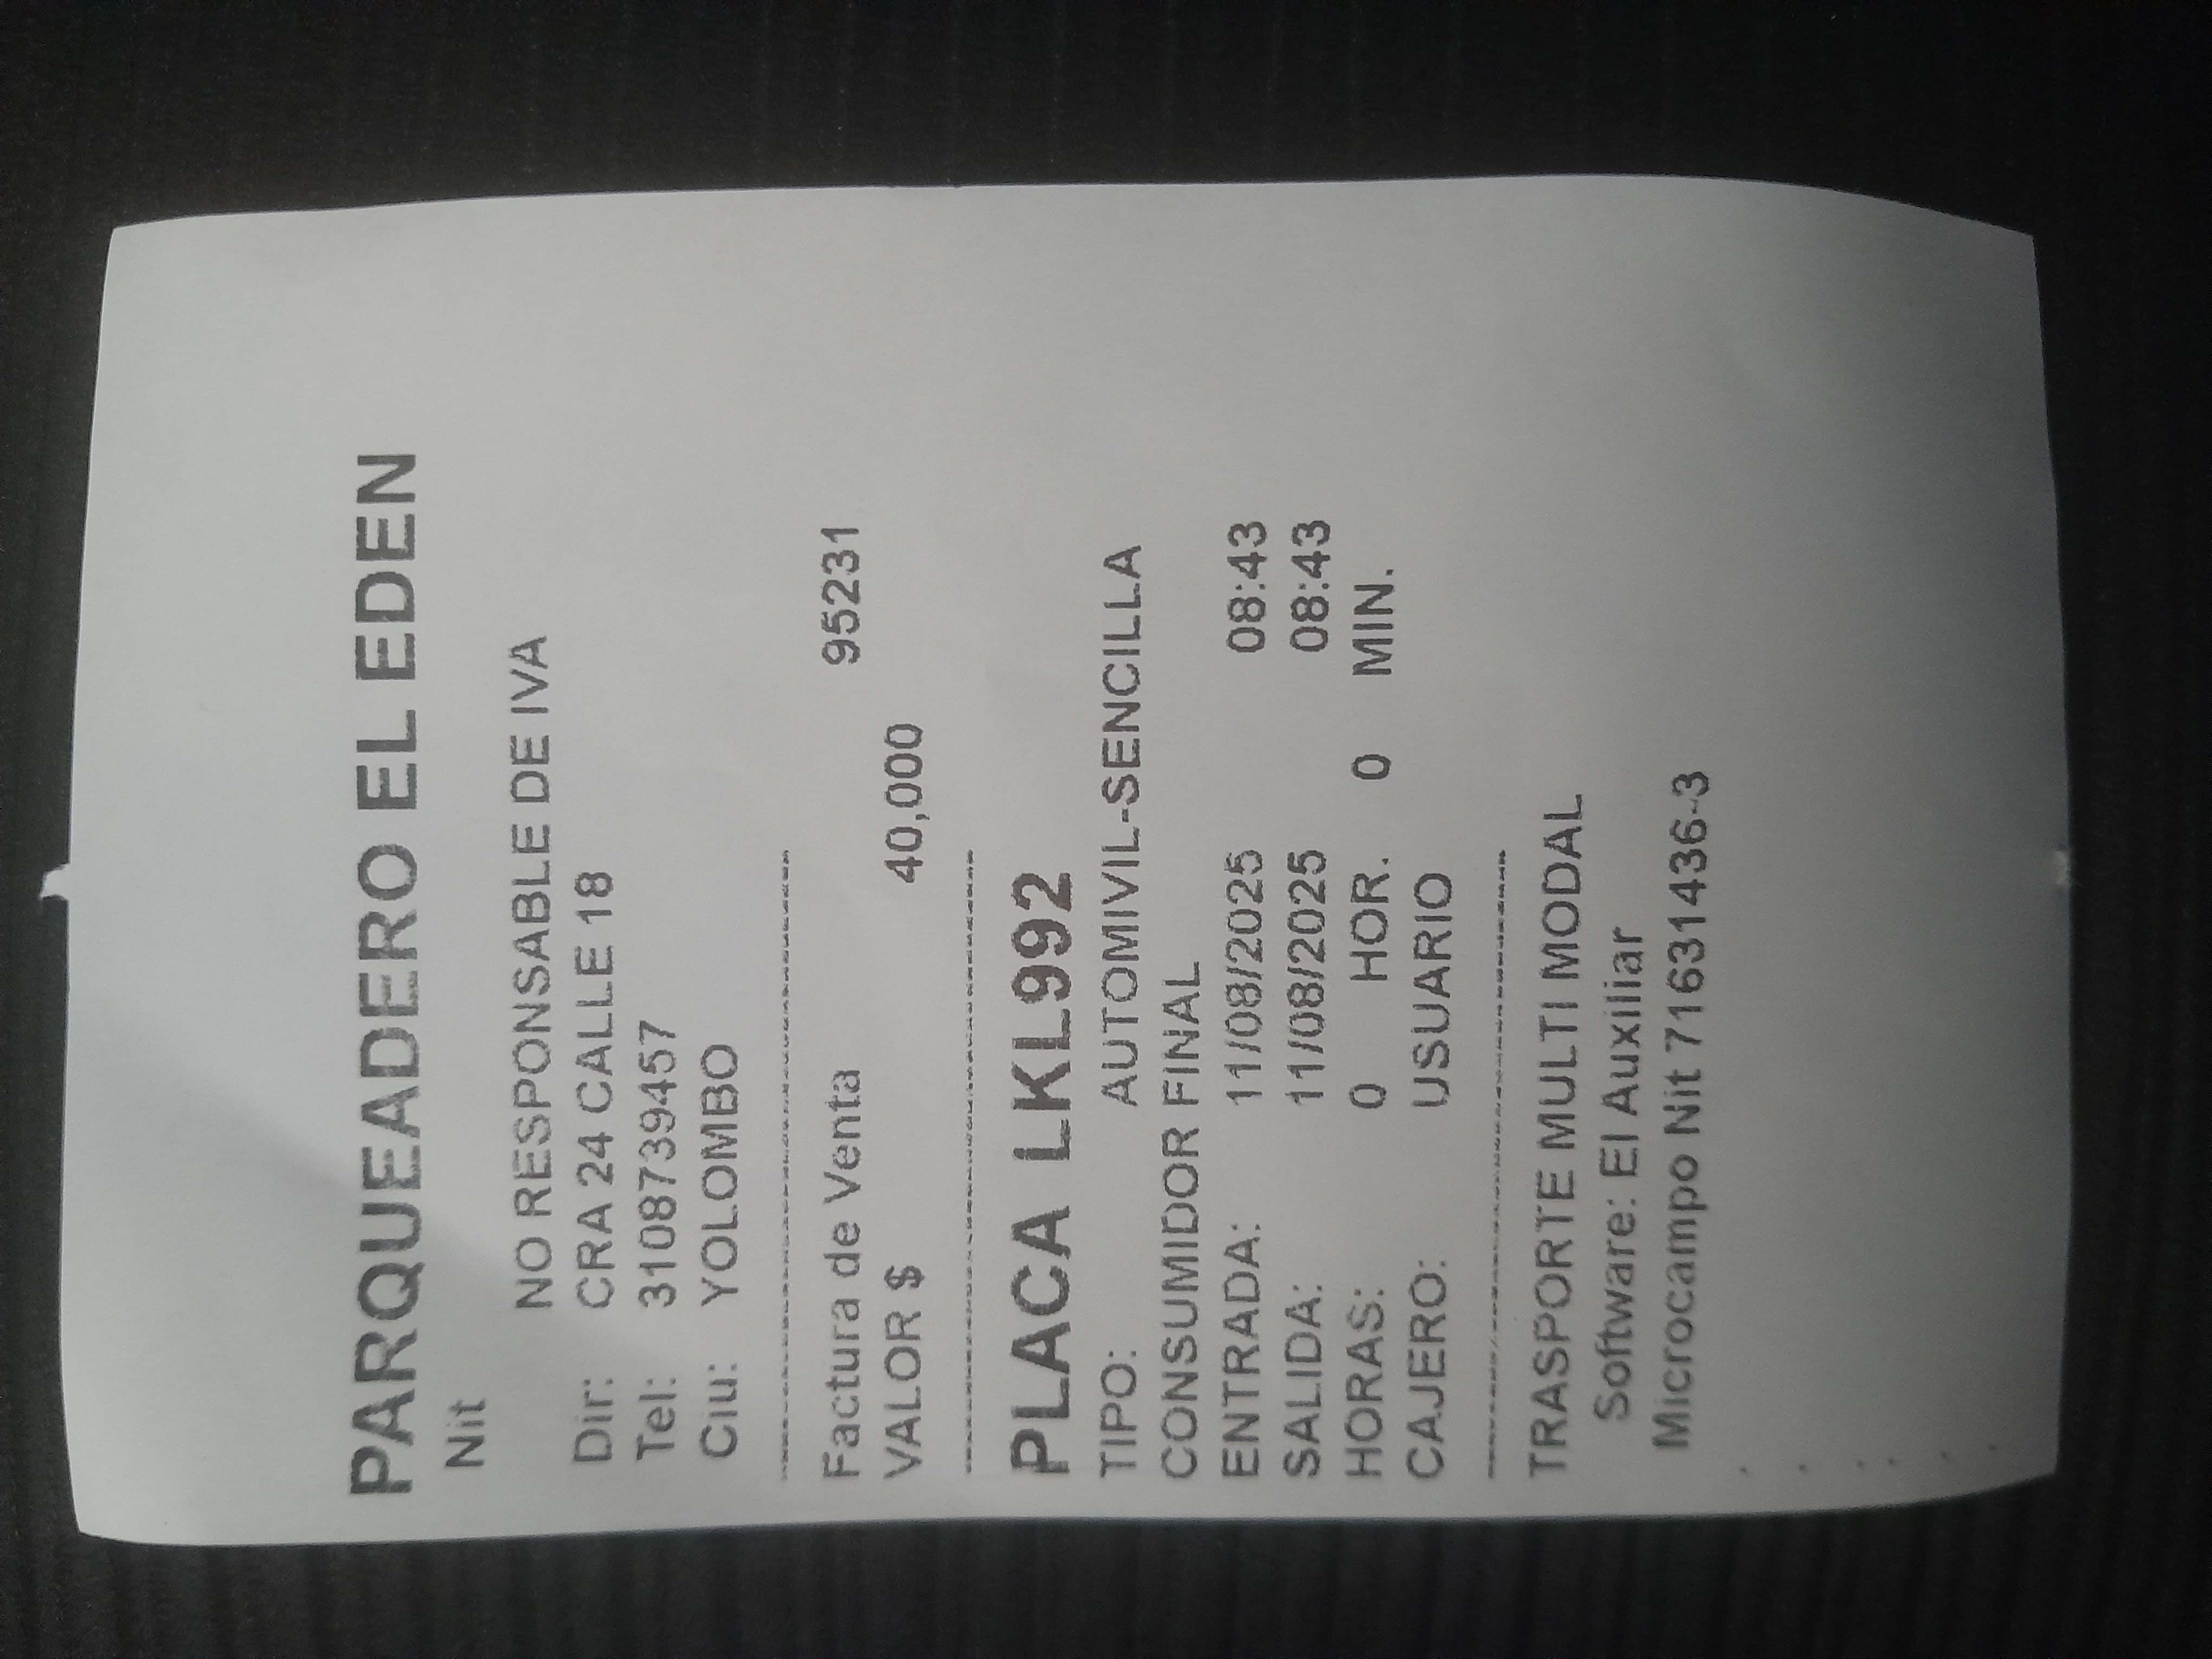 PARQUEADERO EL EDEN
Nit
NO RESPONSABLE DE IVA
Dir: CRA 24 CALLE 18
Tel: 3108739457
Ciu: YOLOMBO
Factura de Venta 95231
VALOR $ 40,000
PLACA LKL992
TIPO: AUTOMIVIL-SENCILLA
CONSUMIDOR FINAL
ENTRADA: 11/08/2025 08:43
SALIDA: 11/08/2025 08:43
HORAS: 0 HOR. 0 MIN.
CAJERO: USUARIO
TRASPORTE MULTI MODAL
Software: El Auxiliar
Microcampo Nit 71631436-3